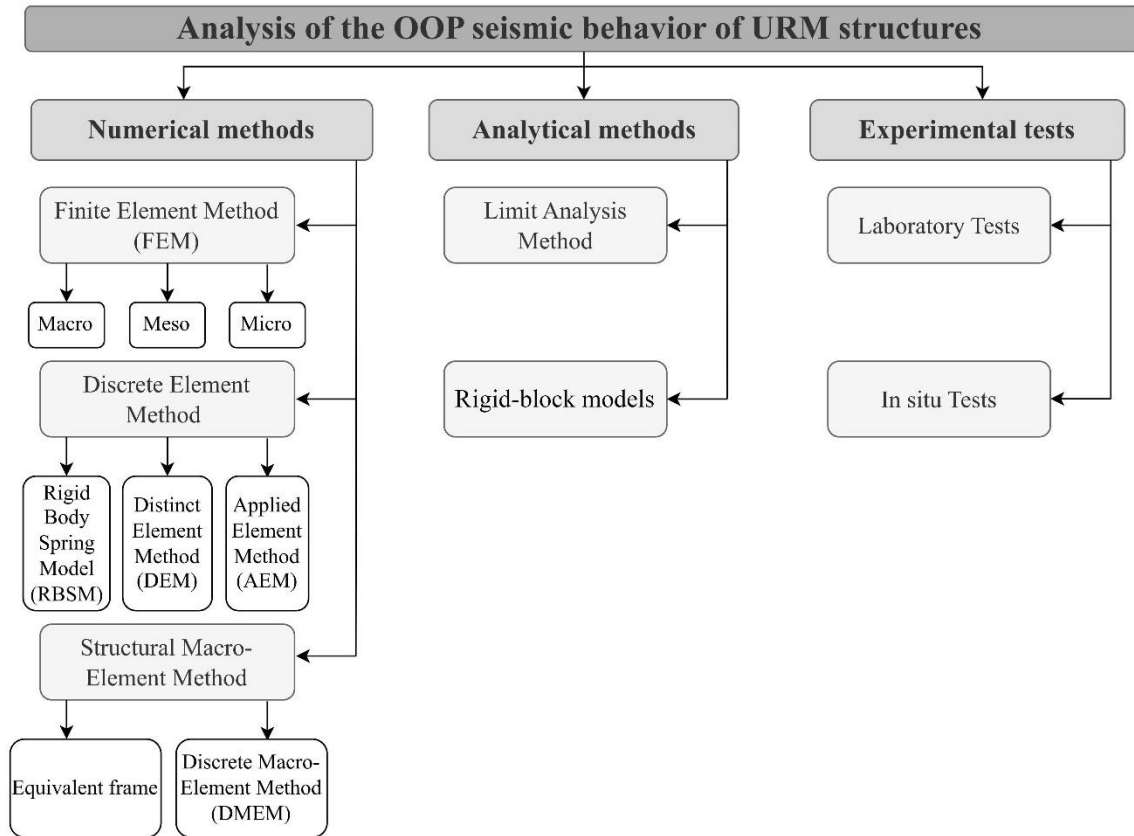 Analysis of the OOP seismic behavior of URM structures
Numerical methods
Analytical methods
Experimental tests
Finite Element Method
(FEM)
Macro
Meso
Micro
Discrete Element
Method
Rigid
Body
Spring
Model
(RBSM)
Distinct
Element
Method
(DEM)
Applied
Element
Method
(AEM)
Structural Macro-
Element Method
Equivalent frame
Discrete Macro-
Element Method
(DMEM)
Limit Analysis
Method
Rigid-block models
Laboratory Tests
In situ Tests